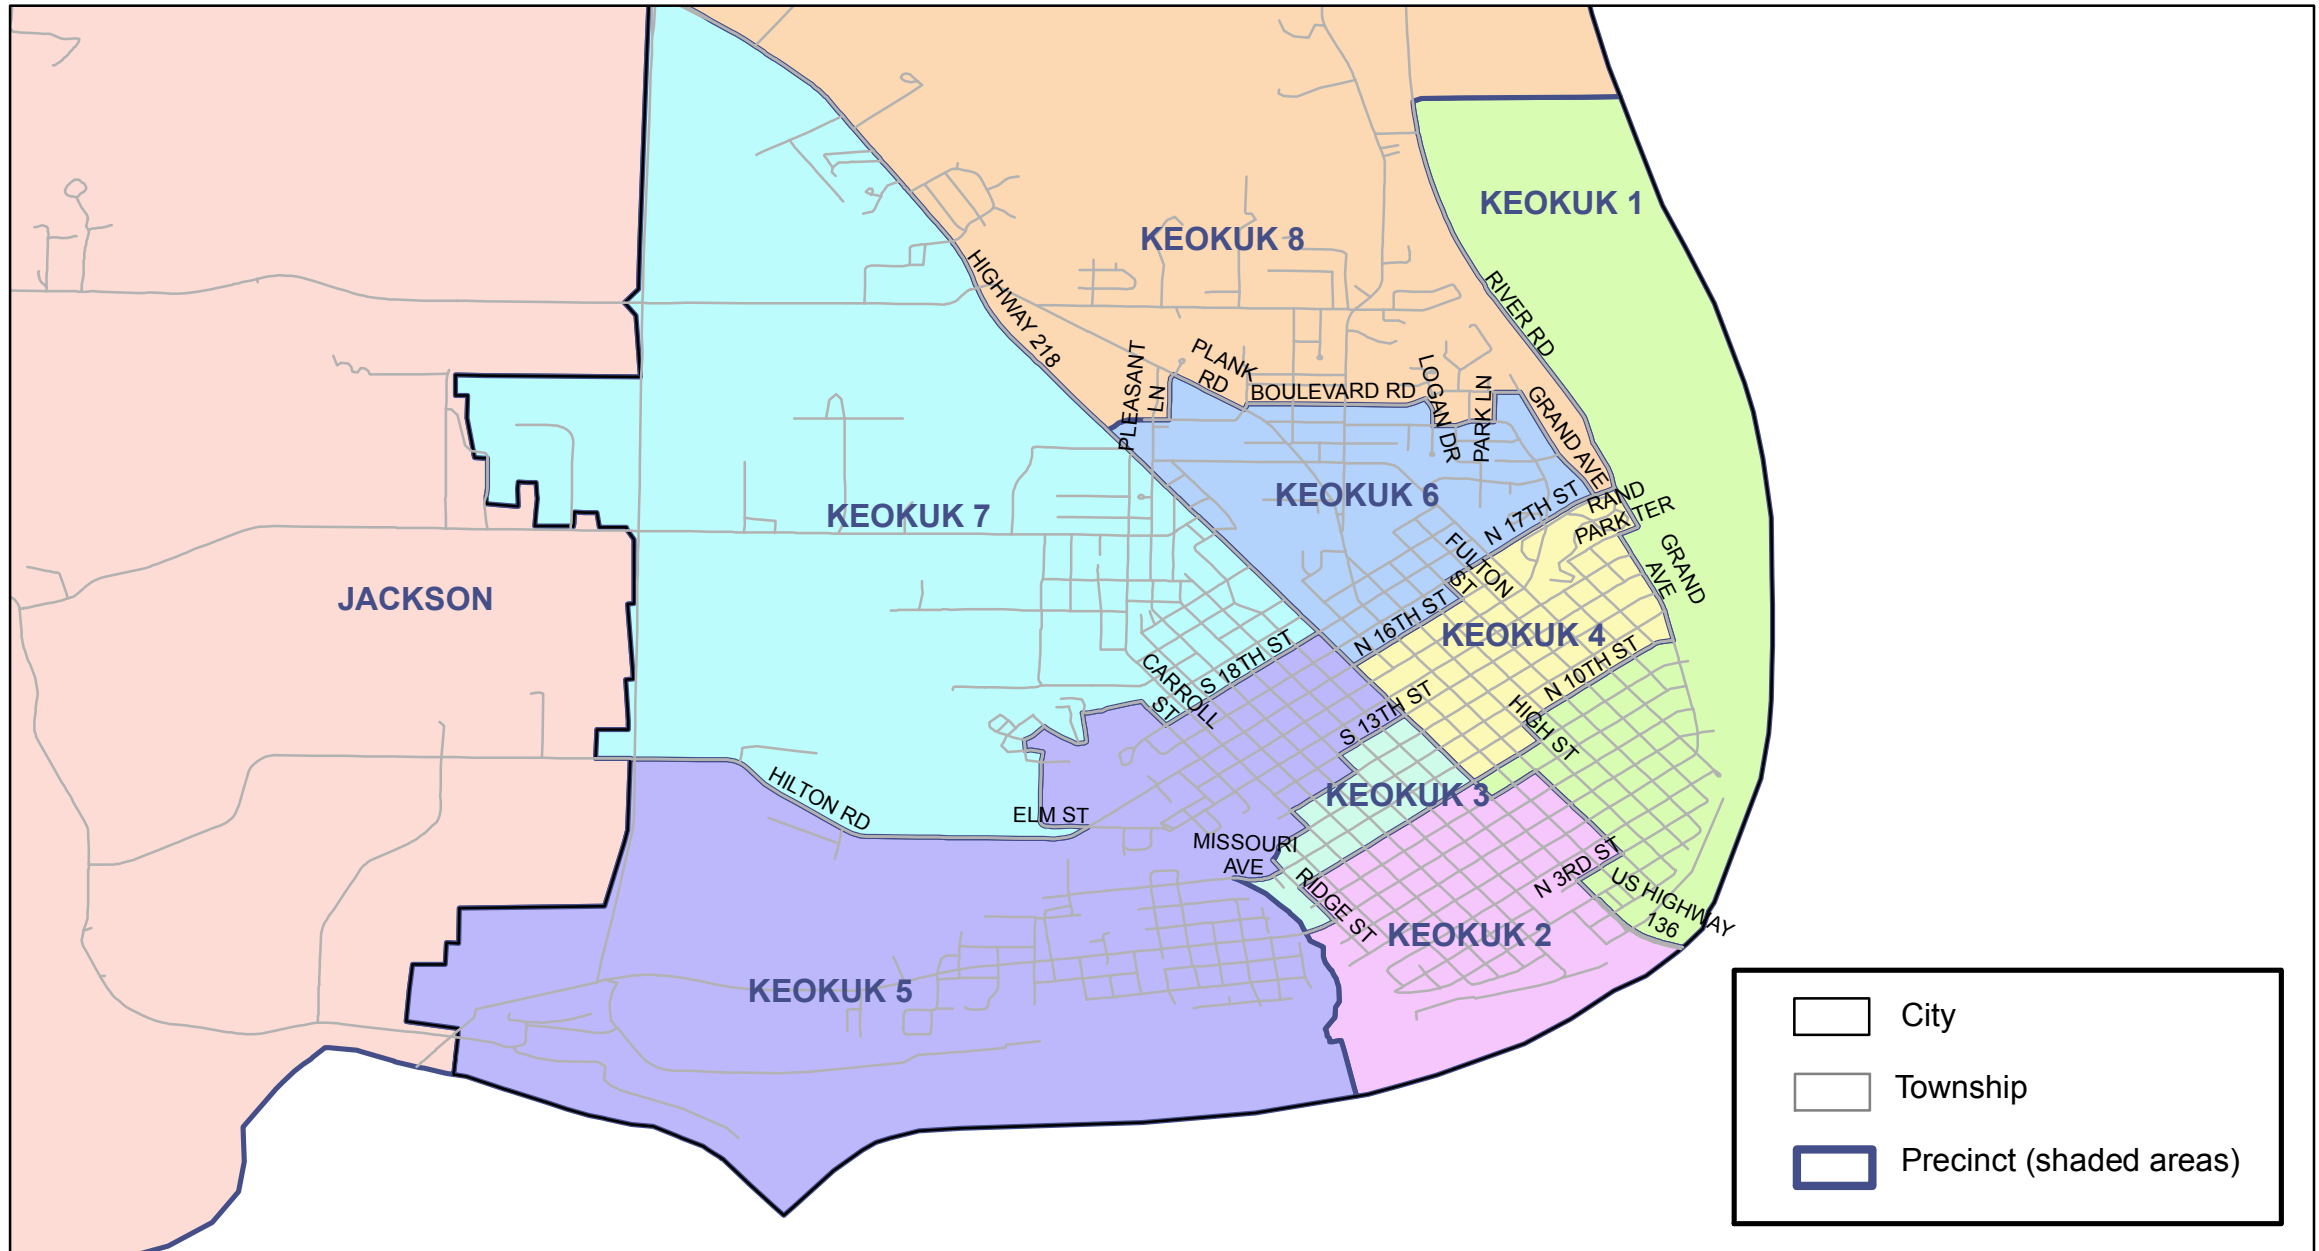 KEOKUK 1
KEOKUK 8
HIGHWAY 218
RIVER RD
PLEASANT
LN
PLANK
RD
BOULEVARD RD
LOGAN DR
PARK LN
GRAND AVE
KEOKUK 6
KEOKUK 7
N 17TH ST
RAND
PARK TER
FULTON
ST
GRAND
AVE
JACKSON
N 16TH ST
KEOKUK 4
S 18TH ST
CARROLL
ST
N 10TH ST
S 13TH ST
HIGH ST
HILTON RD
ELM ST
KEOKUK 3
MISSOURI
AVE
RIDGE ST
N 3RD ST
US HIGHWAY
136
KEOKUK 2
KEOKUK 5
City
Township
Precinct (shaded areas)